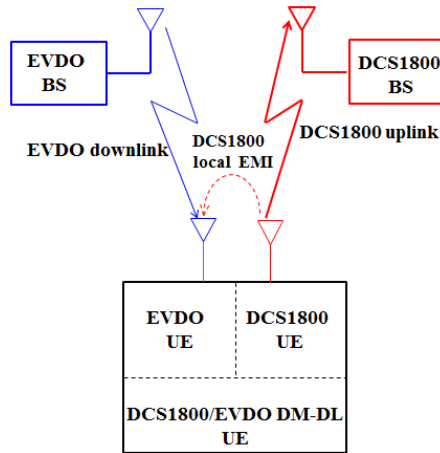 EVDO
BS
DCS1800
BS
EVDO downlink
DCS1800
local EMI
DCS1800 uplink
EVDO
UE
DCS1800
UE
DCS1800/EVDO DM-DL
UE